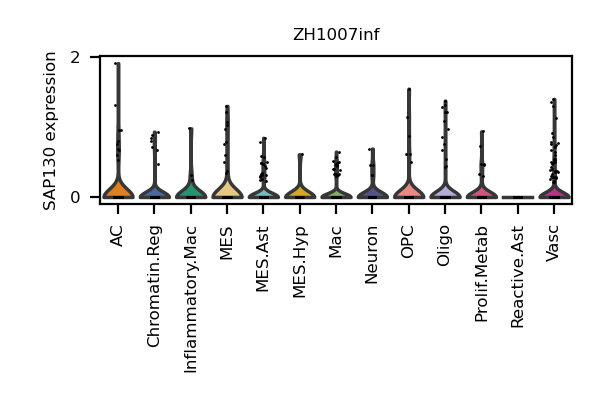 ZH1007inf
SAP130 expression
2
0
AC
Chromatin.Reg
Inflammatory.Mac
MES
MES.Ast
MES.Hyp
Mac
Neuron
OPC
Oligo
Prolif.Metab
Reactive.Ast
Vasc